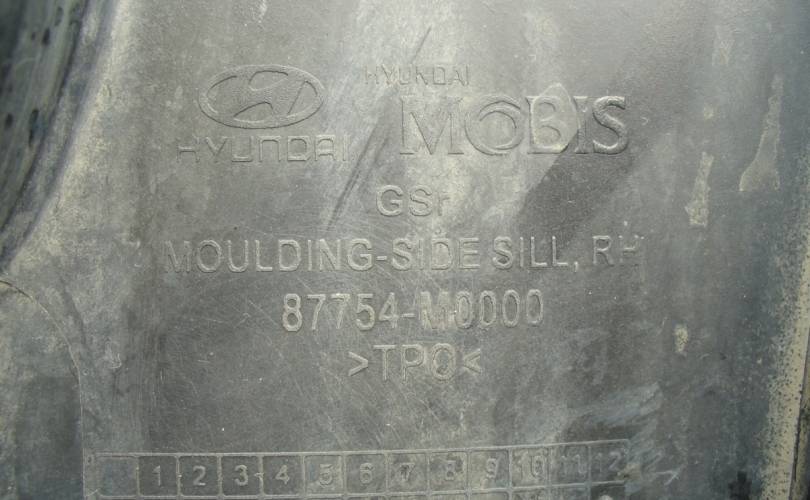 HYUNDAI
HYUNDAI
MOBIS
GSr
MOULDING-SIDE SILL, RH
87754-M0000
>TPO<
1 2 3 4 5 6 7 8 9 10 11 12